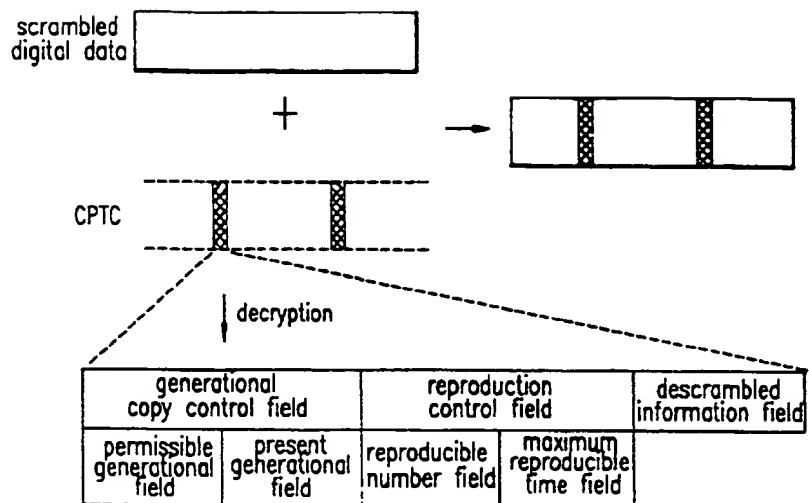 scrambled
digital data
CPTC
decryption
generational
copy control field
reproduction
control field
descrambled
information field
permissible
generational
field
present
generational
field
reproducible
number field
maximum
reproducible
time field